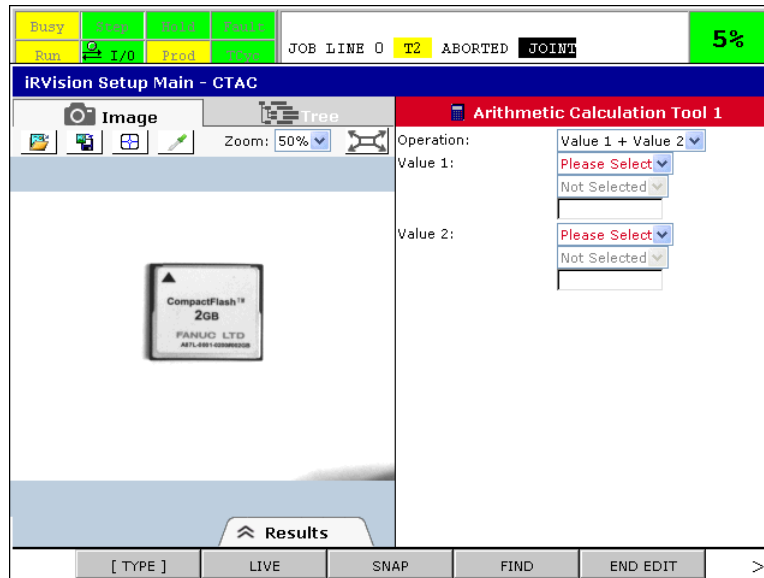 Busy Step Hold Fault
Run I/O Prod TCyc
JOB LINE 0 T2 ABORTED JOINT
5%
iRVision Setup Main - CTAC
Image Tree
Arithmetic Calculation Tool 1
Zoom: 50%
Operation: Value 1 + Value 2
Value 1: Please Select
Not Selected
Value 2: Please Select
Not Selected
CompactFlash™
2GB
FANUC LTD
Results
[ TYPE ] LIVE SNAP FIND END EDIT >